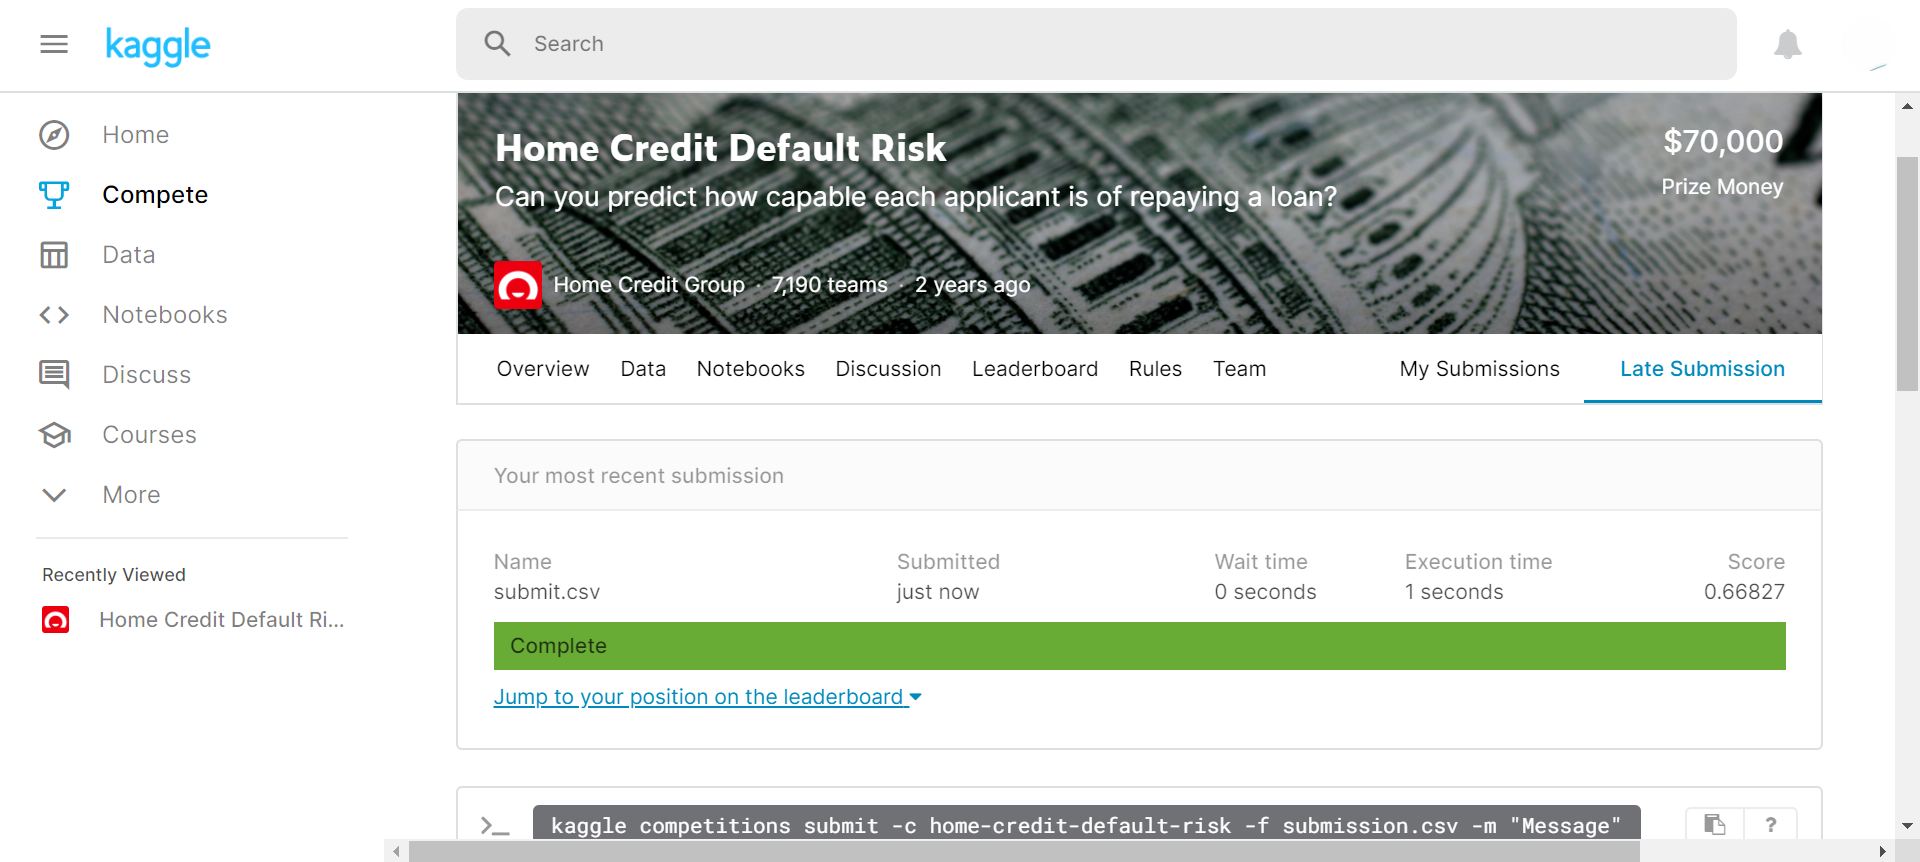 kaggle
Search
Home
Compete
Data
Notebooks
Discuss
Courses
More
Recently Viewed
Home Credit Default Ri...
Home Credit Default Risk
Can you predict how capable each applicant is of repaying a loan?
$70,000
Prize Money
Home Credit Group · 7,190 teams · 2 years ago
Overview Data Notebooks Discussion Leaderboard Rules Team My Submissions Late Submission
Your most recent submission
Name Submitted Wait time Execution time Score
submit.csv just now 0 seconds 1 seconds 0.66827
Complete
Jump to your position on the leaderboard
>_ kaggle competitions submit -c home-credit-default-risk -f submission.csv -m "Message" ?